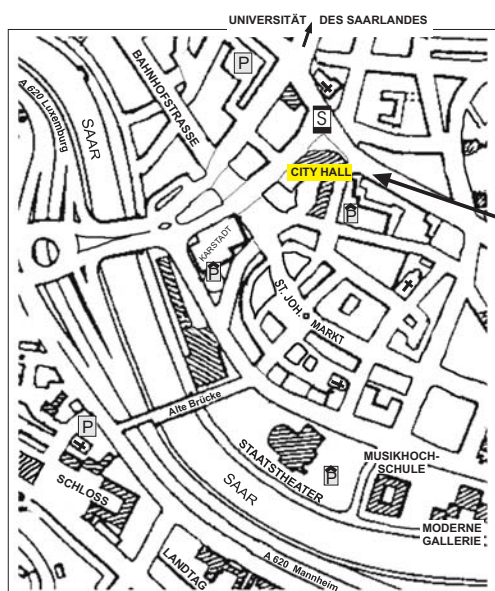 UNIVERSITÄT DES SAARLANDES
P
A 620 Luxemburg
SAAR
BAHNHOFSTRASSE
S
CITY HALL
P
KARSTADT
P
ST. JOH.
MARKT
Alte Brücke
P
STAATSTHEATER
P
MUSIKHOCH-
SCHULE
SCHLOSS
SAAR
MODERNE
GALLERIE
LANDTAG
A 620 Mannheim